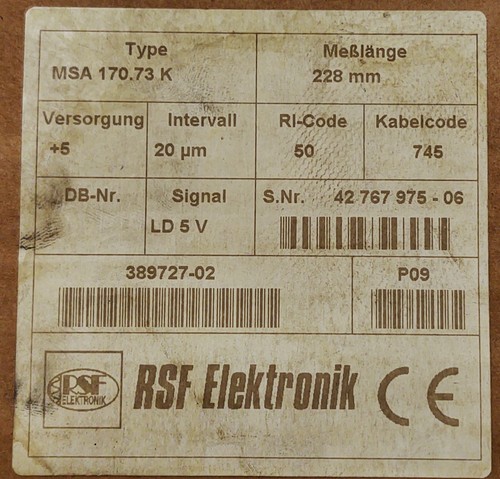 Type
MSA 170.73 K
Meßlänge
228 mm
Versorgung
+5
Intervall
20 µm
RI-Code
50
Kabelcode
745
DB-Nr.
Signal
LD 5 V
S.Nr. 42 767 975 - 06
389727-02
P09
RSF
ELEKTRONIK
RSF Elektronik CE